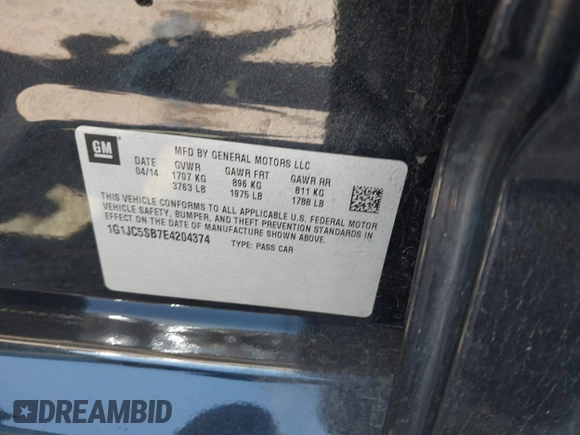 GM
MFD BY GENERAL MOTORS LLC
DATE GVWR GAWR FRT GAWR RR
04/14 1707 KG 896 KG 811 KG
3763 LB 1975 LB 1788 LB
THIS VEHICLE CONFORMS TO ALL APPLICABLE U.S. FEDERAL MOTOR
VEHICLE SAFETY, BUMPER, AND THEFT PREVENTION STANDARDS IN
EFFECT ON THE DATE OF MANUFACTURE SHOWN ABOVE.
1G1JC5SB7E4204374 TYPE: PASS CAR
DREAMBID